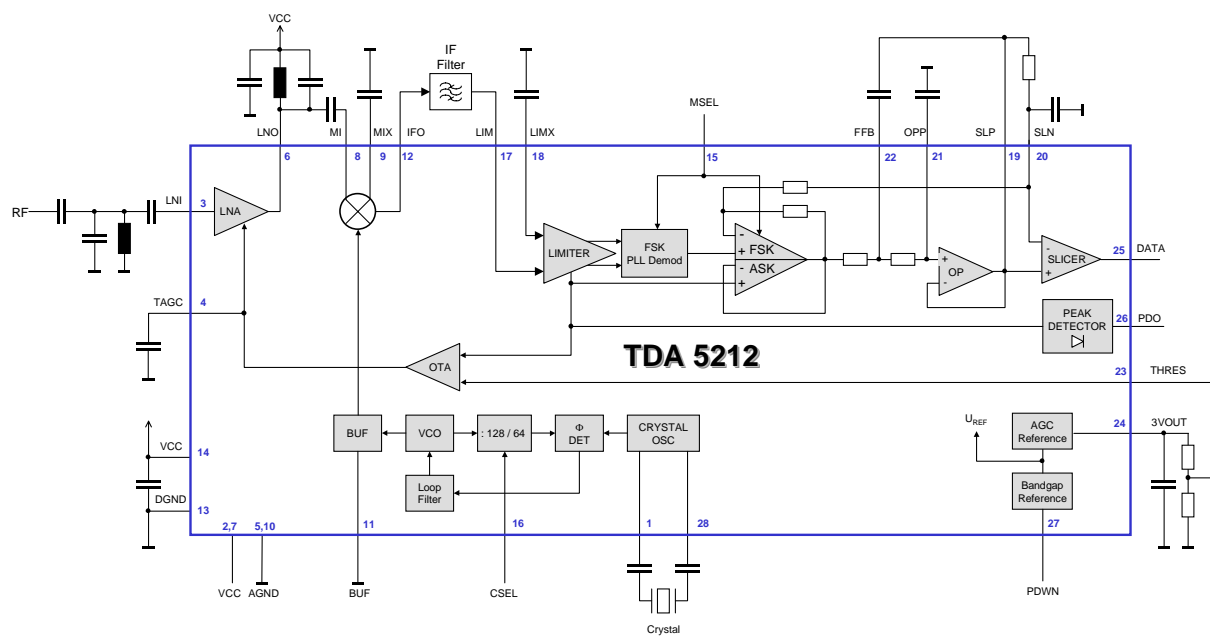 VCC
IF
Filter
MSEL
LNO
MI
MIX
IFO
LIM
LIMX
FFB
OPP
SLP
SLN
6
8
9
12
17
18
15
22
21
19
20
RF
LNI
3
LNA
LIMITER
FSK
PLL Demod
-
+ FSK
- ASK
+
+
-
OP
-
+
SLICER
25
DATA
TAGC
4
OTA
TDA 5212
PEAK
DETECTOR
26
PDO
23
THRES
VCC
14
DGND
13
BUF
VCO
: 128 / 64
Φ
DET
CRYSTAL
OSC
Loop
Filter
UREF
AGC
Reference
24
3VOUT
Bandgap
Reference
2,7
5,10
11
16
1
28
27
VCC
AGND
BUF
CSEL
PDWN
Crystal